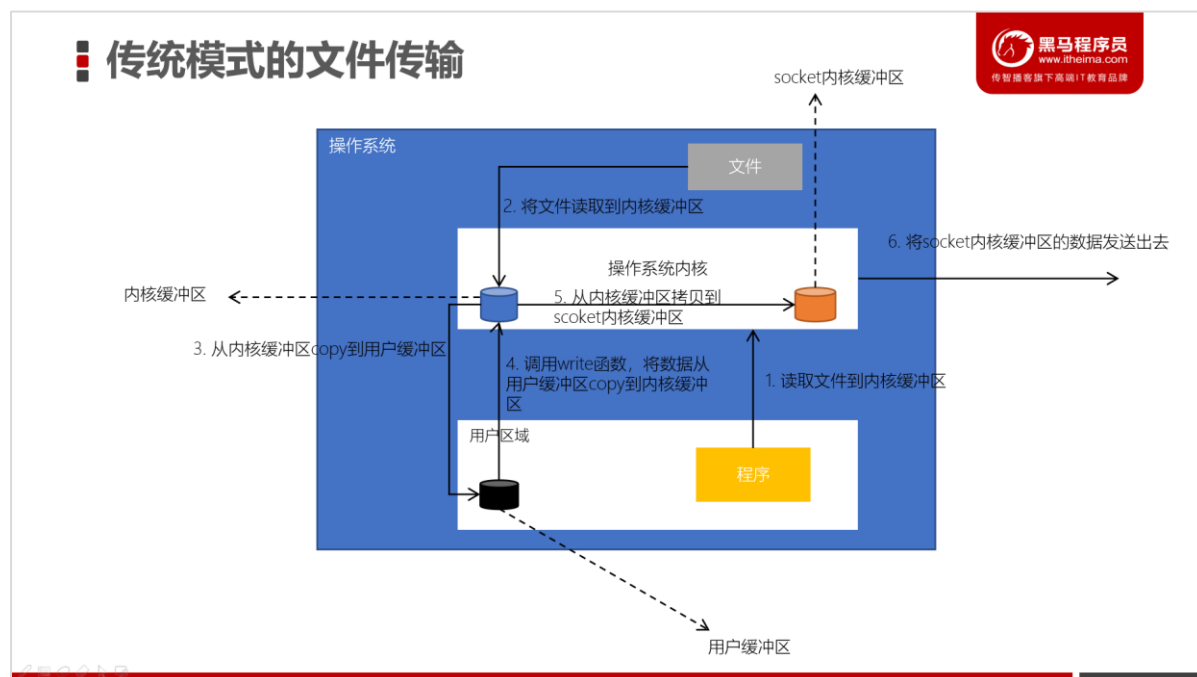 传统模式的文件传输
黑马程序员
www.itheima.com
传智播客旗下高端IT教育品牌
socket内核缓冲区
操作系统
文件
2. 将文件读取到内核缓冲区
6. 将socket内核缓冲区的数据发送出去
操作系统内核
内核缓冲区
5. 从内核缓冲区拷贝到
scoket内核缓冲区
3. 从内核缓冲区copy到用户缓冲区
4. 调用write函数，将数据从
用户缓冲区copy到内核缓冲
区
1. 读取文件到内核缓冲区
用户区域
程序
用户缓冲区